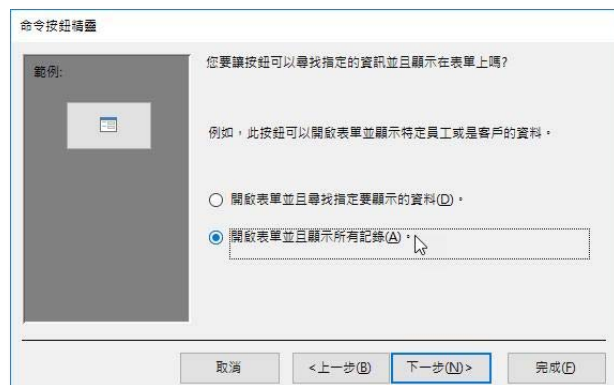 命令按鈕精靈
範例:
您要讓按鈕可以尋找指定的資訊並且顯示在表單上嗎?
例如，此按鈕可以開啟表單並顯示特定員工或是客戶的資料。
開啟表單並且尋找指定要顯示的資料(D)。
開啟表單並且顯示所有記錄(A)。
取消
<上一步(B)
下一步(N)>
完成(F)